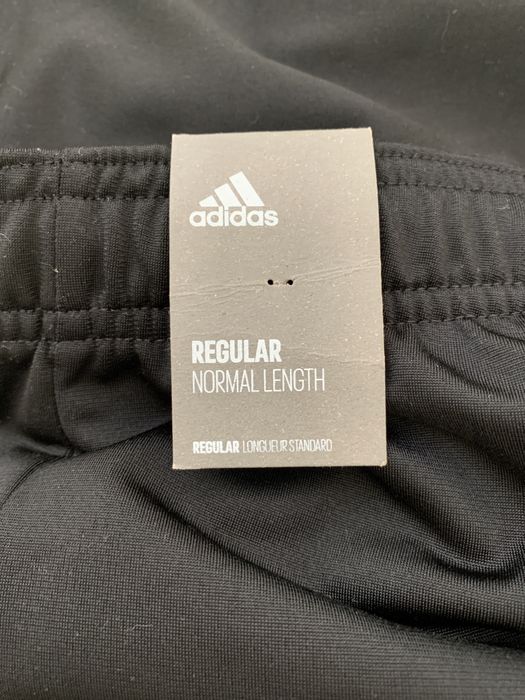 adidas
REGULAR
NORMAL LENGTH
REGULAR LONGUEUR STANDARD